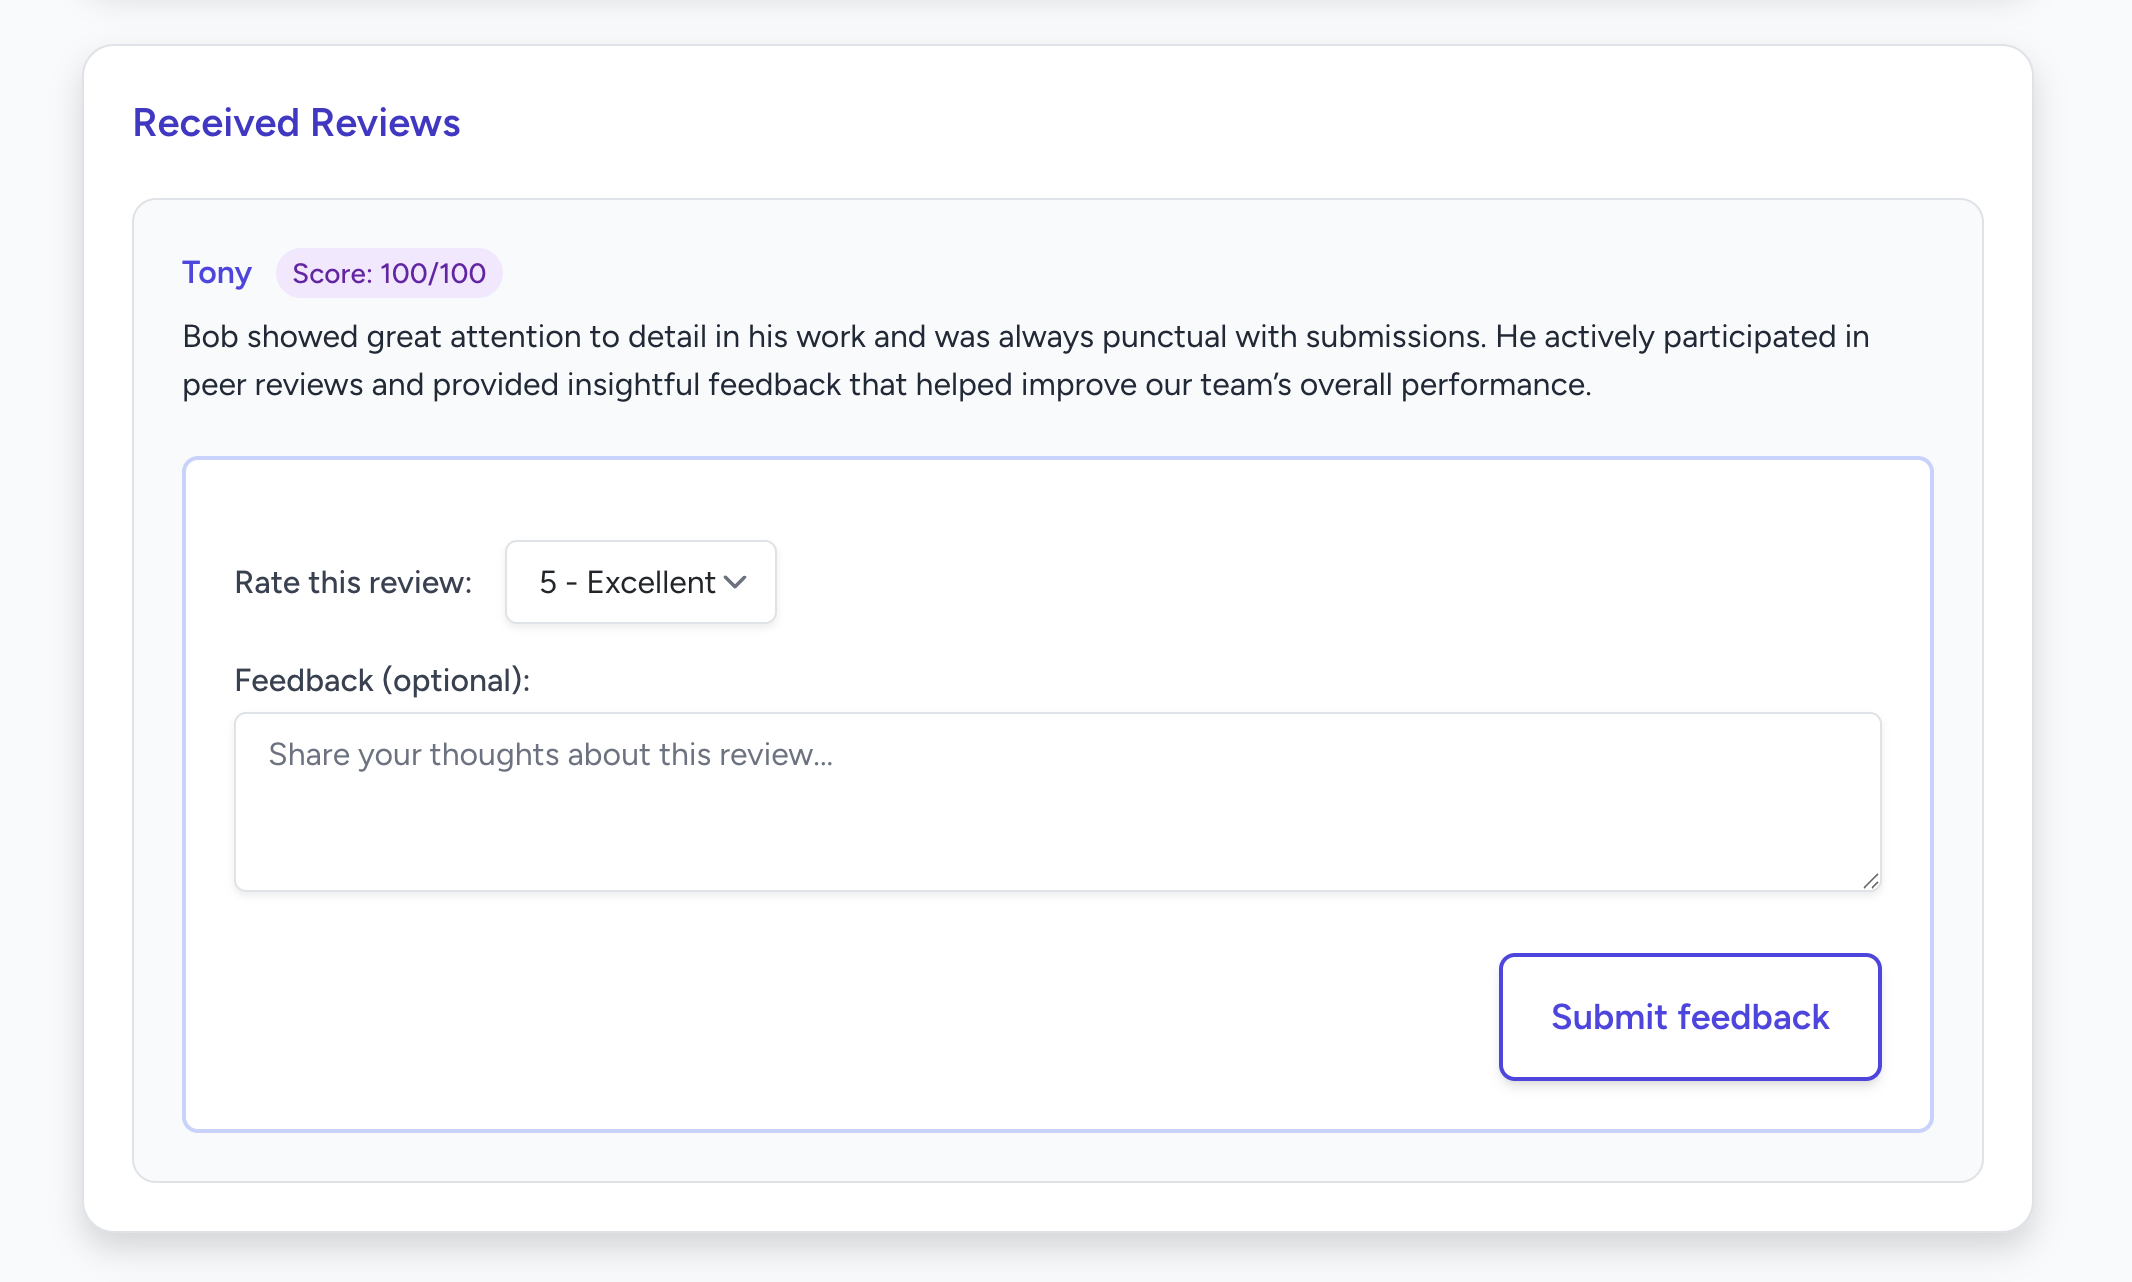 Received Reviews
Tony Score: 100/100
Bob showed great attention to detail in his work and was always punctual with submissions. He actively participated in
peer reviews and provided insightful feedback that helped improve our team’s overall performance.
Rate this review: 5 - Excellent
Feedback (optional):
Share your thoughts about this review...
Submit feedback